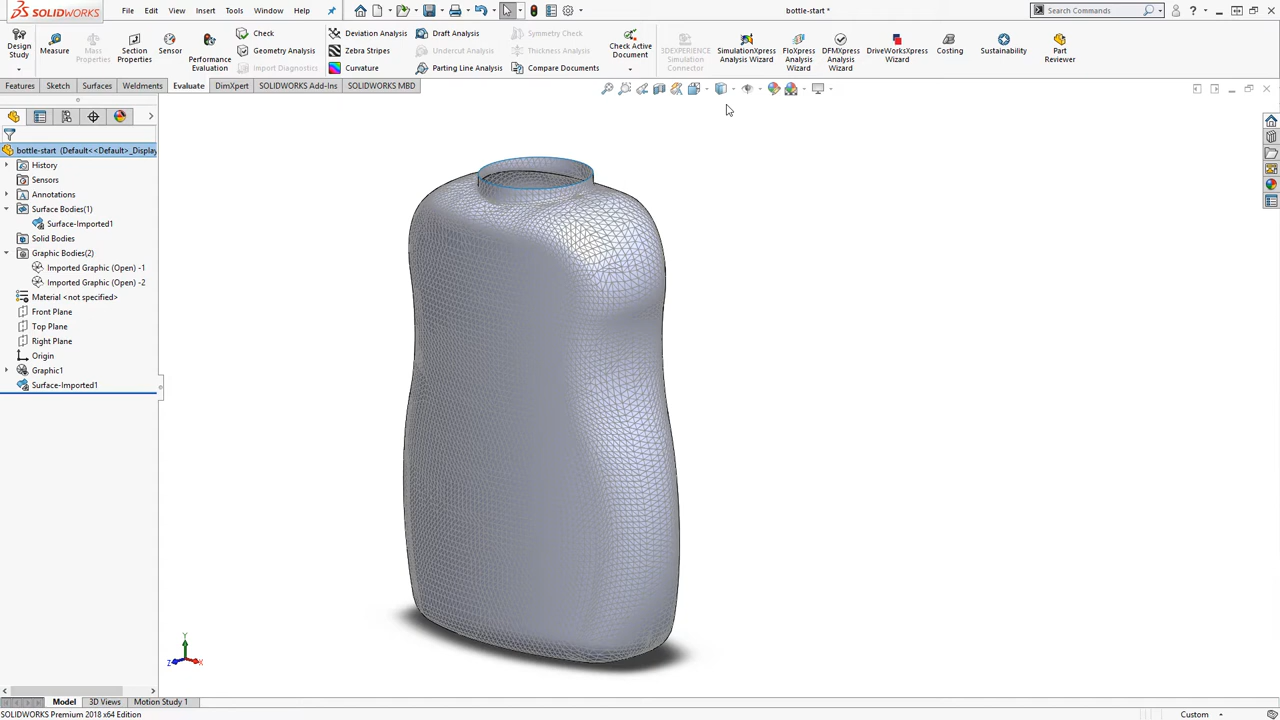 SOLIDWORKS
File
Edit
View
Insert
Tools
Window
Help
bottle-start *
Search Commands
Design Study
Measure
Mass Properties
Section Properties
Sensor
Performance Evaluation
Check
Geometry Analysis
Import Diagnostics
Deviation Analysis
Zebra Stripes
Curvature
Draft Analysis
Undercut Analysis
Parting Line Analysis
Symmetry Check
Thickness Analysis
Compare Documents
Check Active Document
3DEXPERIENCE Simulation Connector
SimulationXpress Analysis Wizard
FloXpress Analysis Wizard
DFMXpress Analysis Wizard
DriveWorksXpress Wizard
Costing
Sustainability
Part Reviewer
Features
Sketch
Surfaces
Weldments
Evaluate
DimXpert
SOLIDWORKS Add-Ins
SOLIDWORKS MBD
bottle-start (Default<<Default>_Display
History
Sensors
Annotations
Surface Bodies(1)
Surface-Imported1
Solid Bodies
Graphic Bodies(2)
Imported Graphic (Open) -1
Imported Graphic (Open) -2
Material <not specified>
Front Plane
Top Plane
Right Plane
Origin
Graphic1
Surface-Imported1
Y
Z
X
Model
3D Views
Motion Study 1
SOLIDWORKS Premium 2018 x64 Edition
Custom